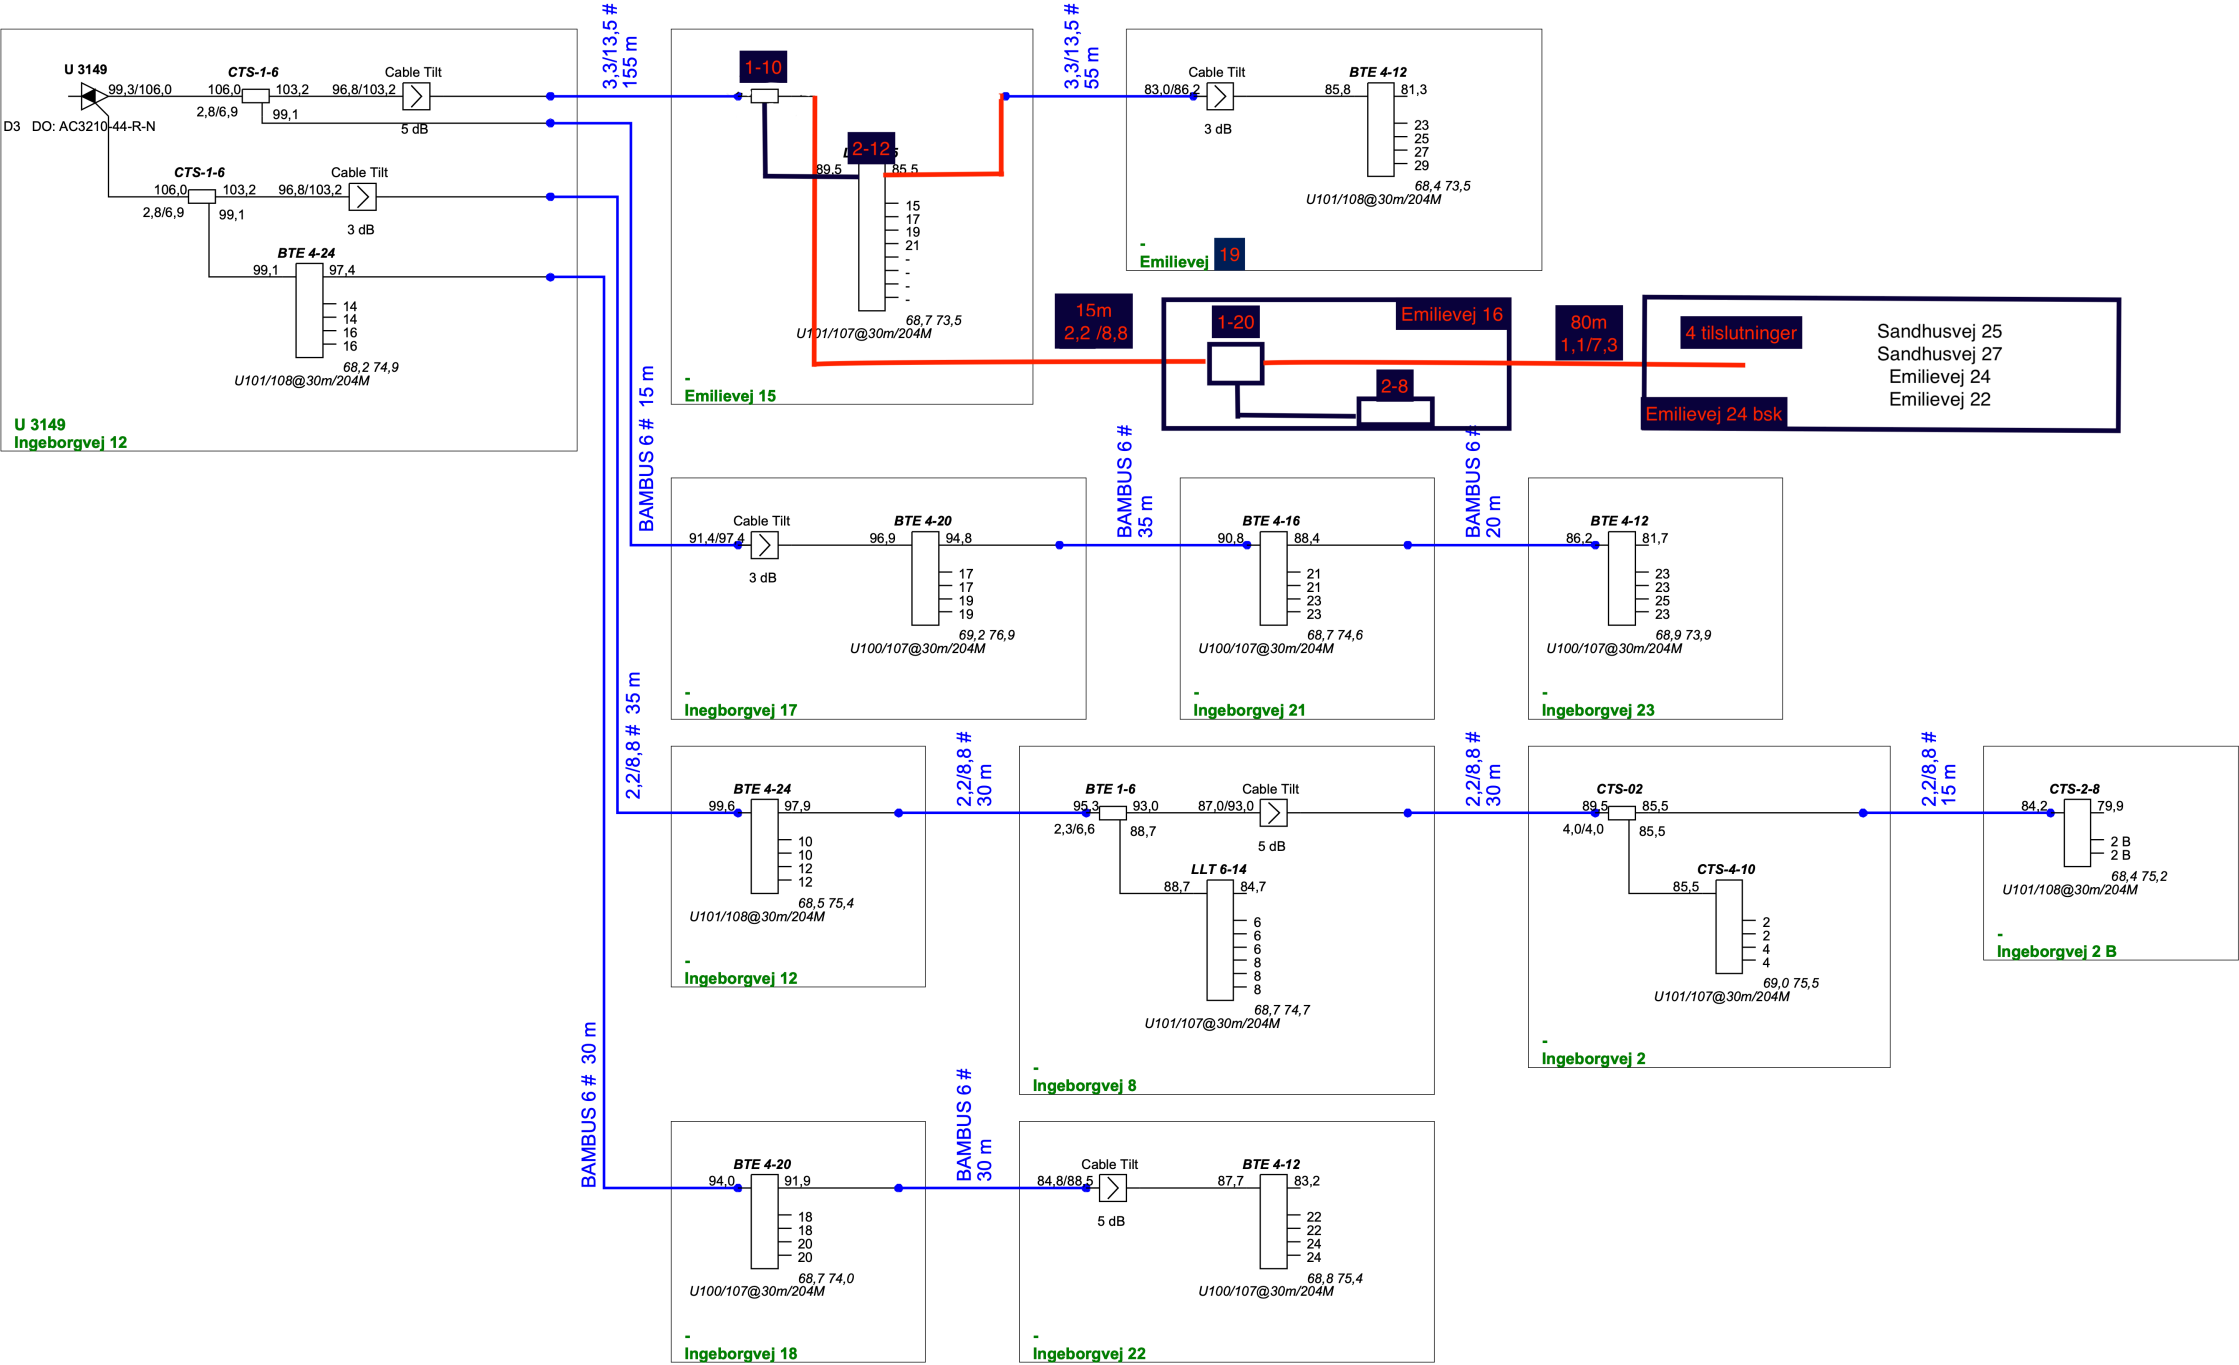 U 3149
99,3/106,0
D3 DO: AC3210-44-R-N
CTS-1-6
106,0
103,2
2,8/6,9
99,1
96,8/103,2
Cable Tilt
5 dB
CTS-1-6
106,0
103,2
2,8/6,9
99,1
96,8/103,2
Cable Tilt
3 dB
BTE 4-24
99,1
97,4
14
14
16
16
68,2 74,9
U101/108@30m/204M
U 3149
Ingeborgvej 12
3,3/13,5 #
155 m
1-10
2-12
89,5
85,5
15
17
19
21
-
-
-
-
68,7 73,5
U101/107@30m/204M
-
Emilievej 15
3,3/13,5 #
55 m
83,0/86,2
Cable Tilt
3 dB
85,8
BTE 4-12
81,3
23
25
27
29
68,4 73,5
U101/108@30m/204M
-
Emilievej 19
15m
2,2 /8,8
1-20
Emilievej 16
2-8
80m
1,1/7,3
4 tilslutninger
Sandhusvej 25
Sandhusvej 27
Emilievej 24
Emilievej 22
Emilievej 24 bsk
BAMBUS 6 # 15 m
91,4/97,4
Cable Tilt
3 dB
96,9
BTE 4-20
94,8
17
17
19
19
69,2 76,9
U100/107@30m/204M
-
Inegborgvej 17
BAMBUS 6 #
35 m
90,8
BTE 4-16
88,4
21
21
23
23
68,7 74,6
U100/107@30m/204M
-
Ingeborgvej 21
BAMBUS 6 #
20 m
86,2
BTE 4-12
81,7
23
23
25
23
68,9 73,9
U100/107@30m/204M
-
Ingeborgvej 23
2,2/8,8 # 35 m
99,6
BTE 4-24
97,9
10
10
12
12
68,5 75,4
U101/108@30m/204M
-
Ingeborgvej 12
2,2/8,8 #
30 m
95,3
BTE 1-6
93,0
2,3/6,6
88,7
87,0/93,0
Cable Tilt
5 dB
LLT 6-14
88,7
84,7
6
6
6
8
8
8
68,7 74,7
U101/107@30m/204M
-
Ingeborgvej 8
2,2/8,8 #
30 m
89,5
CTS-02
85,5
4,0/4,0
85,5
CTS-4-10
85,5
2
2
4
4
69,0 75,5
U101/107@30m/204M
-
Ingeborgvej 2
2,2/8,8 #
15 m
84,2
CTS-2-8
79,9
2 B
2 B
68,4 75,2
U101/108@30m/204M
-
Ingeborgvej 2 B
BAMBUS 6 # 30 m
94,0
BTE 4-20
91,9
18
18
20
20
68,7 74,0
U100/107@30m/204M
-
Ingeborgvej 18
BAMBUS 6 #
30 m
84,8/88,5
Cable Tilt
5 dB
87,7
BTE 4-12
83,2
22
22
24
24
68,8 75,4
U100/107@30m/204M
-
Ingeborgvej 22